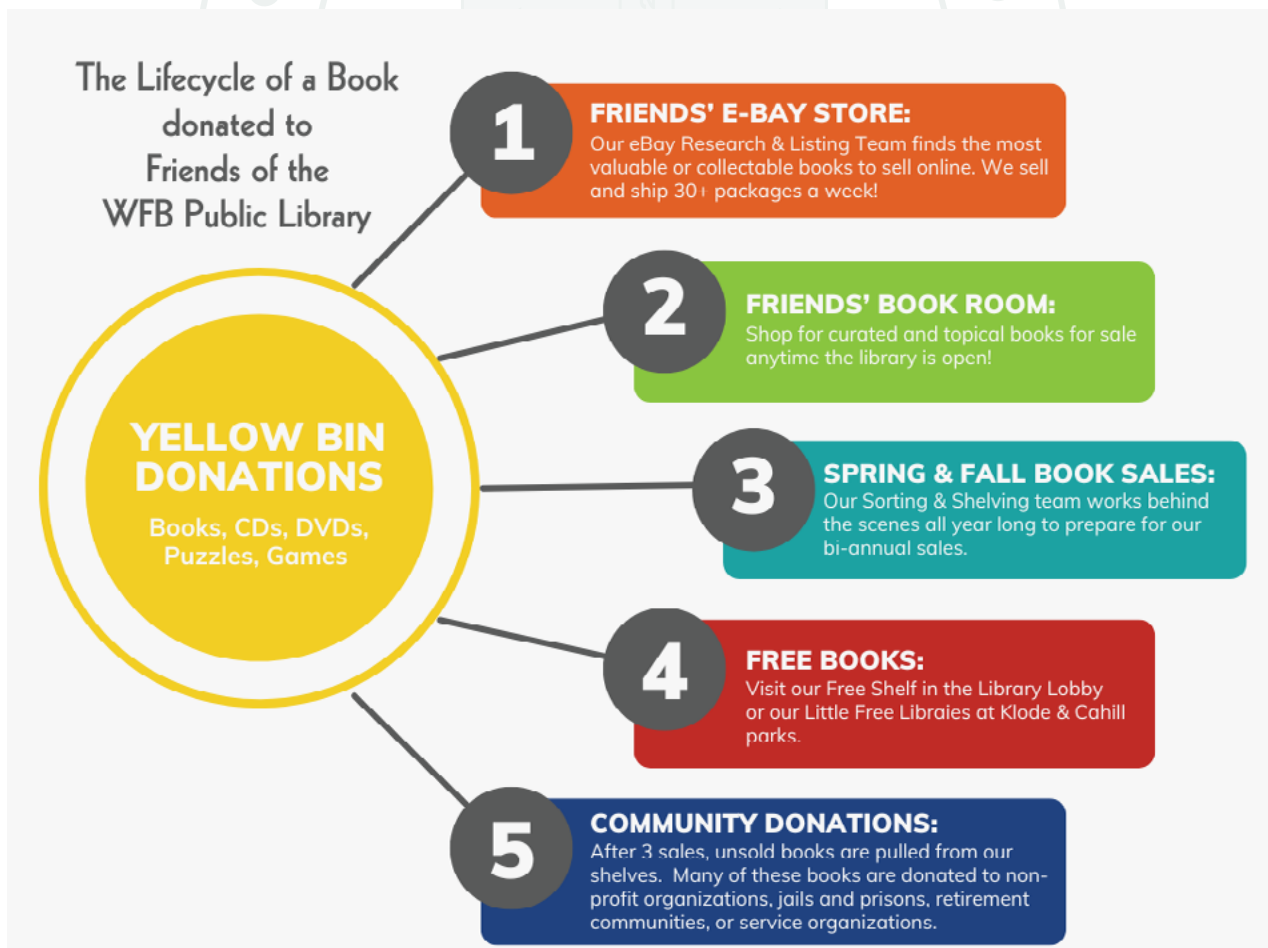 The Lifecycle of a Book
donated to
Friends of the
WFB Public Library
YELLOW BIN
DONATIONS
Books, CDs, DVDs,
Puzzles, Games
1
FRIENDS' E-BAY STORE:
Our eBay Research & Listing Team finds the most
valuable or collectable books to sell online. We sell
and ship 30+ packages a week!
2
FRIENDS' BOOK ROOM:
Shop for curated and topical books for sale
anytime the library is open!
3
SPRING & FALL BOOK SALES:
Our Sorting & Shelving team works behind
the scenes all year long to prepare for our
bi-annual sales.
4
FREE BOOKS:
Visit our Free Shelf in the Library Lobby
or our Little Free Libraies at Klode & Cahill
parks.
5
COMMUNITY DONATIONS:
After 3 sales, unsold books are pulled from our
shelves. Many of these books are donated to non-
profit organizations, jails and prisons, retirement
communities, or service organizations.